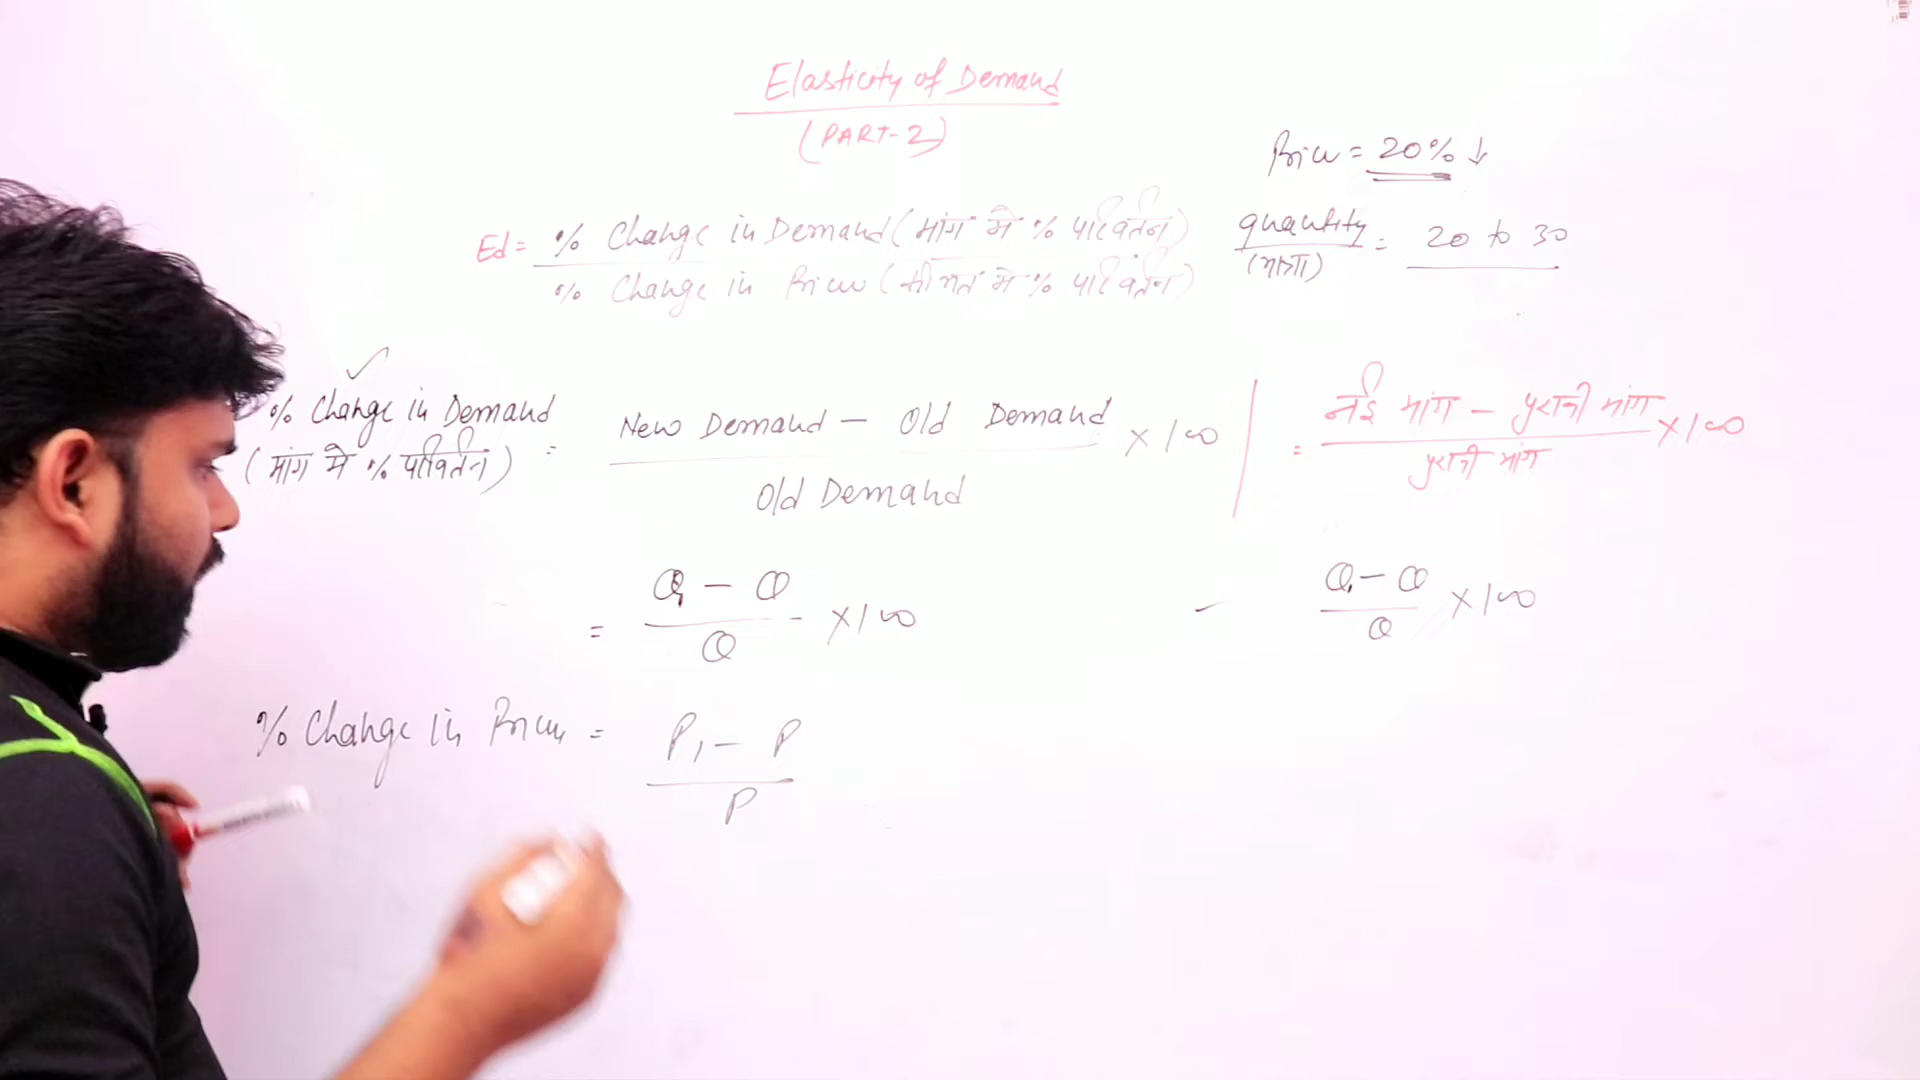 Elasticity of Demand
(PART-2)
Price = 20% ↓
Ed = % Change in Demand (मांग में % परिवर्तन)
% Change in Price (कीमत में % परिवर्तन)
quantity (मात्रा) = 20 to 30
% Change in Demand (मांग में % परिवर्तन) =
New Demand – Old Demand × 100
Old Demand
= नई मांग – पुरानी मांग × 100
पुरानी मांग
= Q₁ – Q × 100
Q
Q₁ – Q × 100
Q
% Change in Price = P₁ – P
P